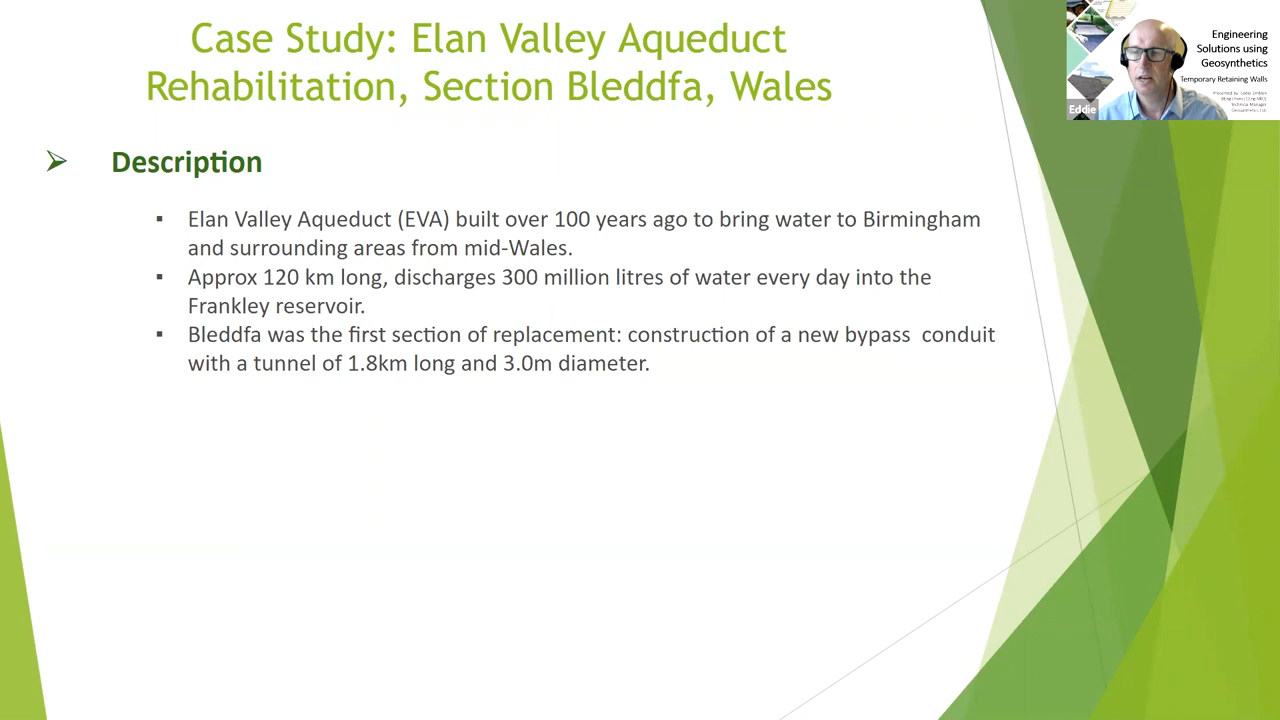 Case Study: Elan Valley Aqueduct
Rehabilitation, Section Bleddfa, Wales
Description
Elan Valley Aqueduct (EVA) built over 100 years ago to bring water to Birmingham
and surrounding areas from mid-Wales.
Approx 120 km long, discharges 300 million litres of water every day into the
Frankley reservoir.
Bleddfa was the first section of replacement: construction of a new bypass  conduit
with a tunnel of 1.8km long and 3.0m diameter.
Engineering
Solutions using
Geosynthetics
Temporary Retaining Walls
Technical Manager
Eddie